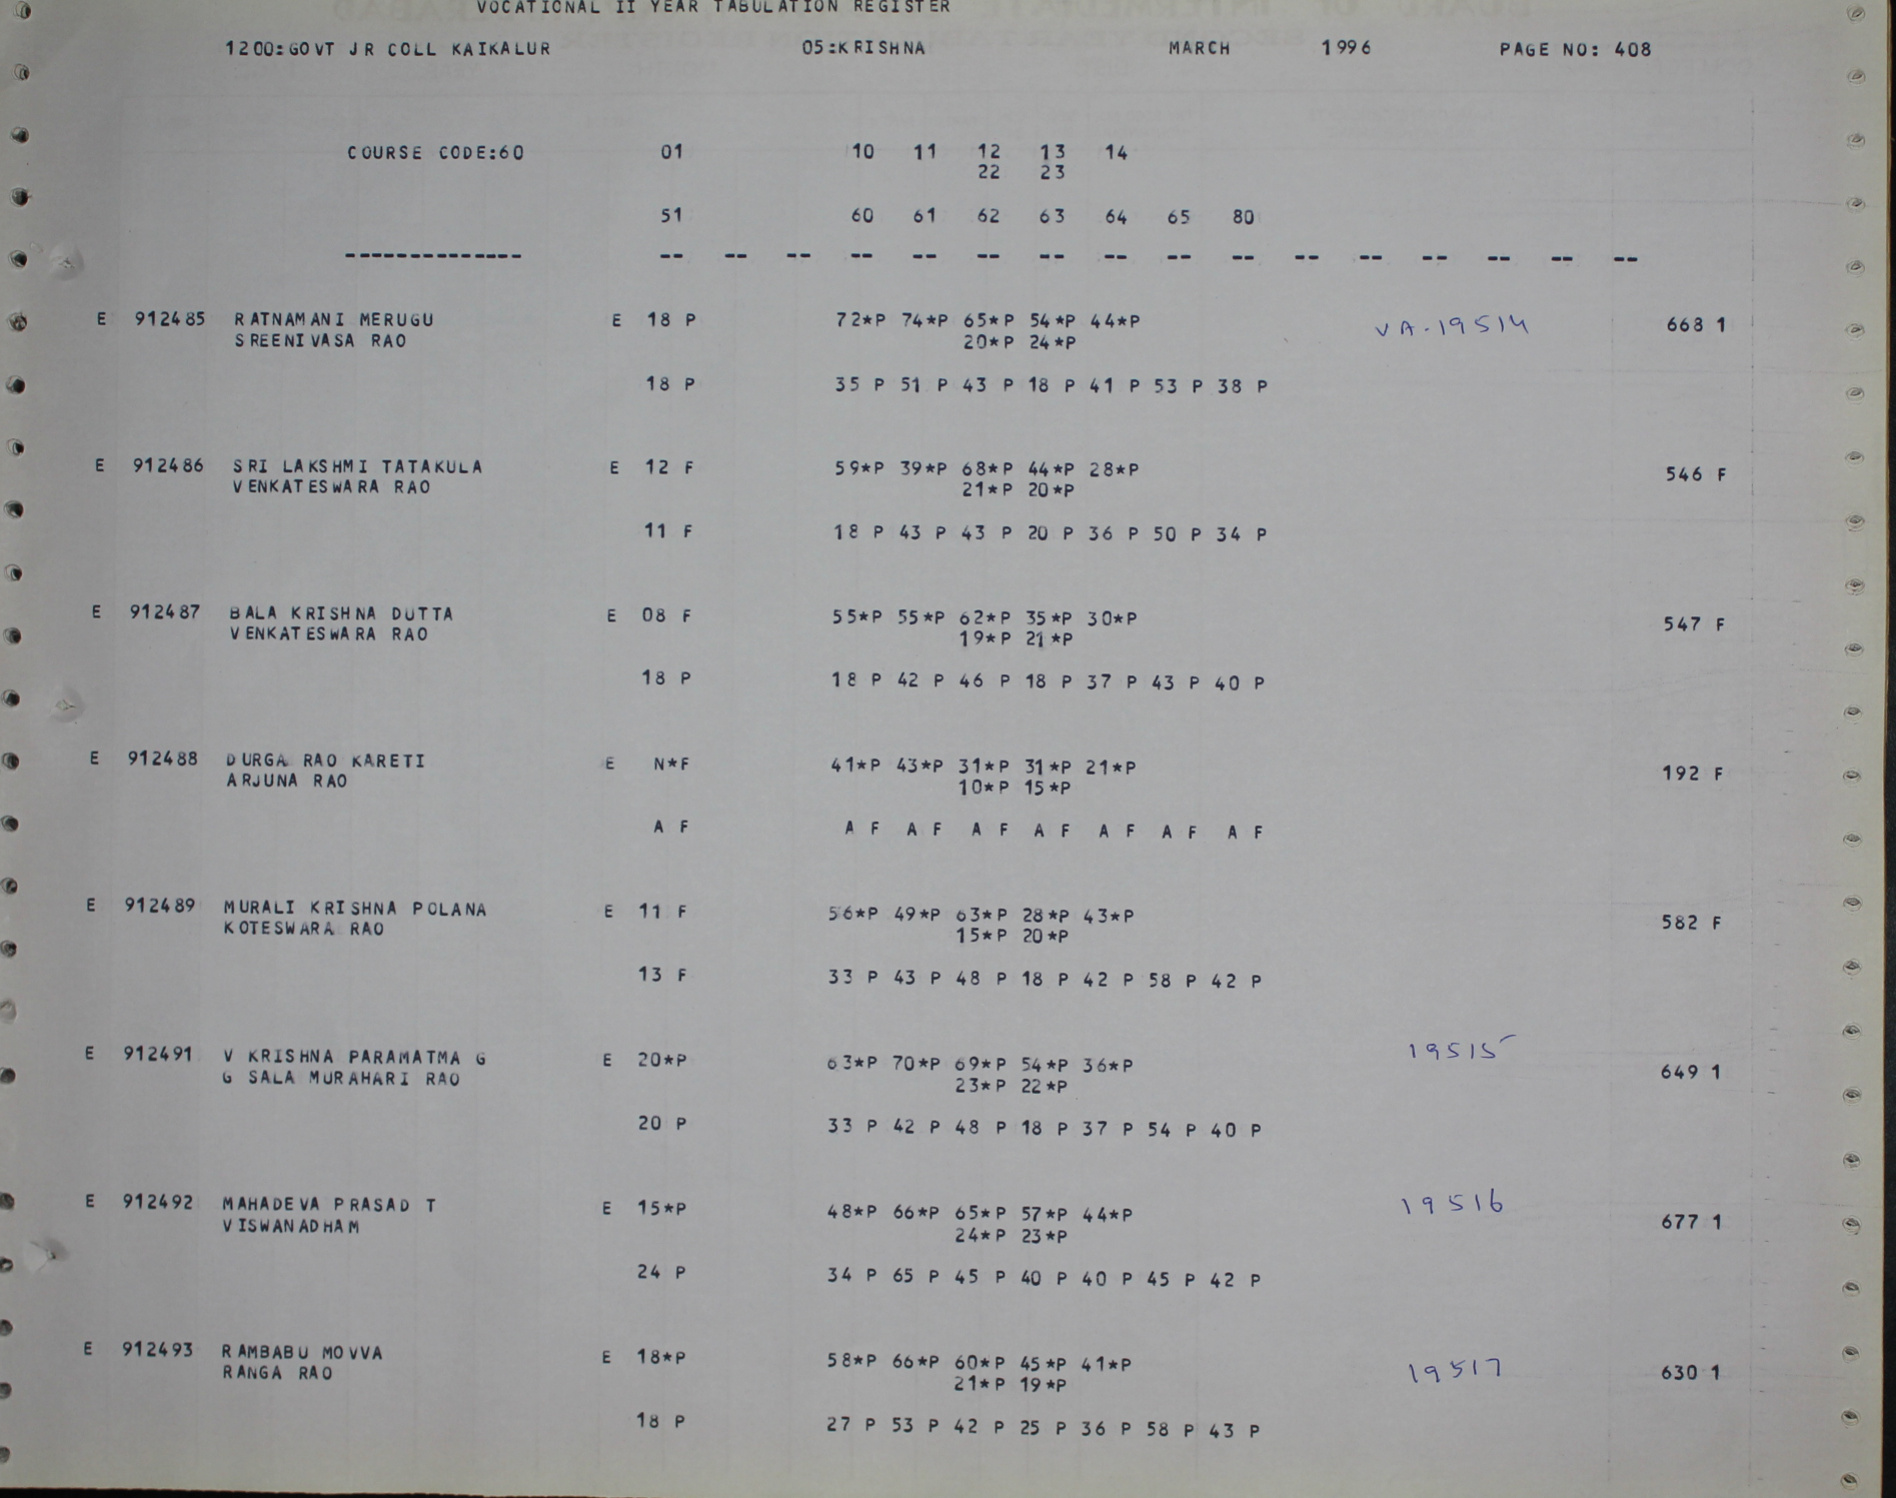 VOCATIONAL II YEAR TABULATION REGISTER
1200:GOVT JR COLL KAIKALUR 05:KRISHNA MARCH 1996 PAGE NO: 408
COURSE CODE:60 01 10 11 12 13 14
22 23
51 60 61 62 63 64 65 80
-------------- -- -- -- -- -- -- -- -- -- -- -- -- -- -- -- --
E 912485 RATNAMANI MERUGU E 18 P 72*P 74*P 65*P 54*P 44*P VA-19514 668 1
SREENIVASA RAO 20*P 24*P
18 P 35 P 51 P 43 P 18 P 41 P 53 P 38 P
E 912486 SRI LAKSHMI TATAKULA E 12 F 59*P 39*P 68*P 44*P 28*P 546 F
VENKATESWARA RAO 21*P 20*P
11 F 18 P 43 P 43 P 20 P 36 P 50 P 34 P
E 912487 BALA KRISHNA DUTTA E 08 F 55*P 55*P 62*P 35*P 30*P 547 F
VENKATESWARA RAO 19*P 21*P
18 P 18 P 42 P 46 P 18 P 37 P 43 P 40 P
E 912488 DURGA RAO KARETI E N*F 41*P 43*P 31*P 31*P 21*P 192 F
ARJUNA RAO 10*P 15*P
A F A F A F A F A F A F A F A F
E 912489 MURALI KRISHNA POLANA E 11 F 56*P 49*P 63*P 28*P 43*P 582 F
KOTESWARA RAO 15*P 20*P
13 F 33 P 43 P 48 P 18 P 42 P 58 P 42 P
E 912491 V KRISHNA PARAMATMA G E 20*P 63*P 70*P 69*P 54*P 36*P 19515 649 1
G SALA MURAHARI RAO 23*P 22*P
20 P 33 P 42 P 48 P 18 P 37 P 54 P 40 P
E 912492 MAHADEVA PRASAD T E 15*P 48*P 66*P 65*P 57*P 44*P 19516 677 1
VISWANADHAM 24*P 23*P
24 P 34 P 65 P 45 P 40 P 40 P 45 P 42 P
E 912493 RAMBABU MOVVA E 18*P 58*P 66*P 60*P 45*P 41*P 19517 630 1
RANGA RAO 21*P 19*P
18 P 27 P 53 P 42 P 25 P 36 P 58 P 43 P